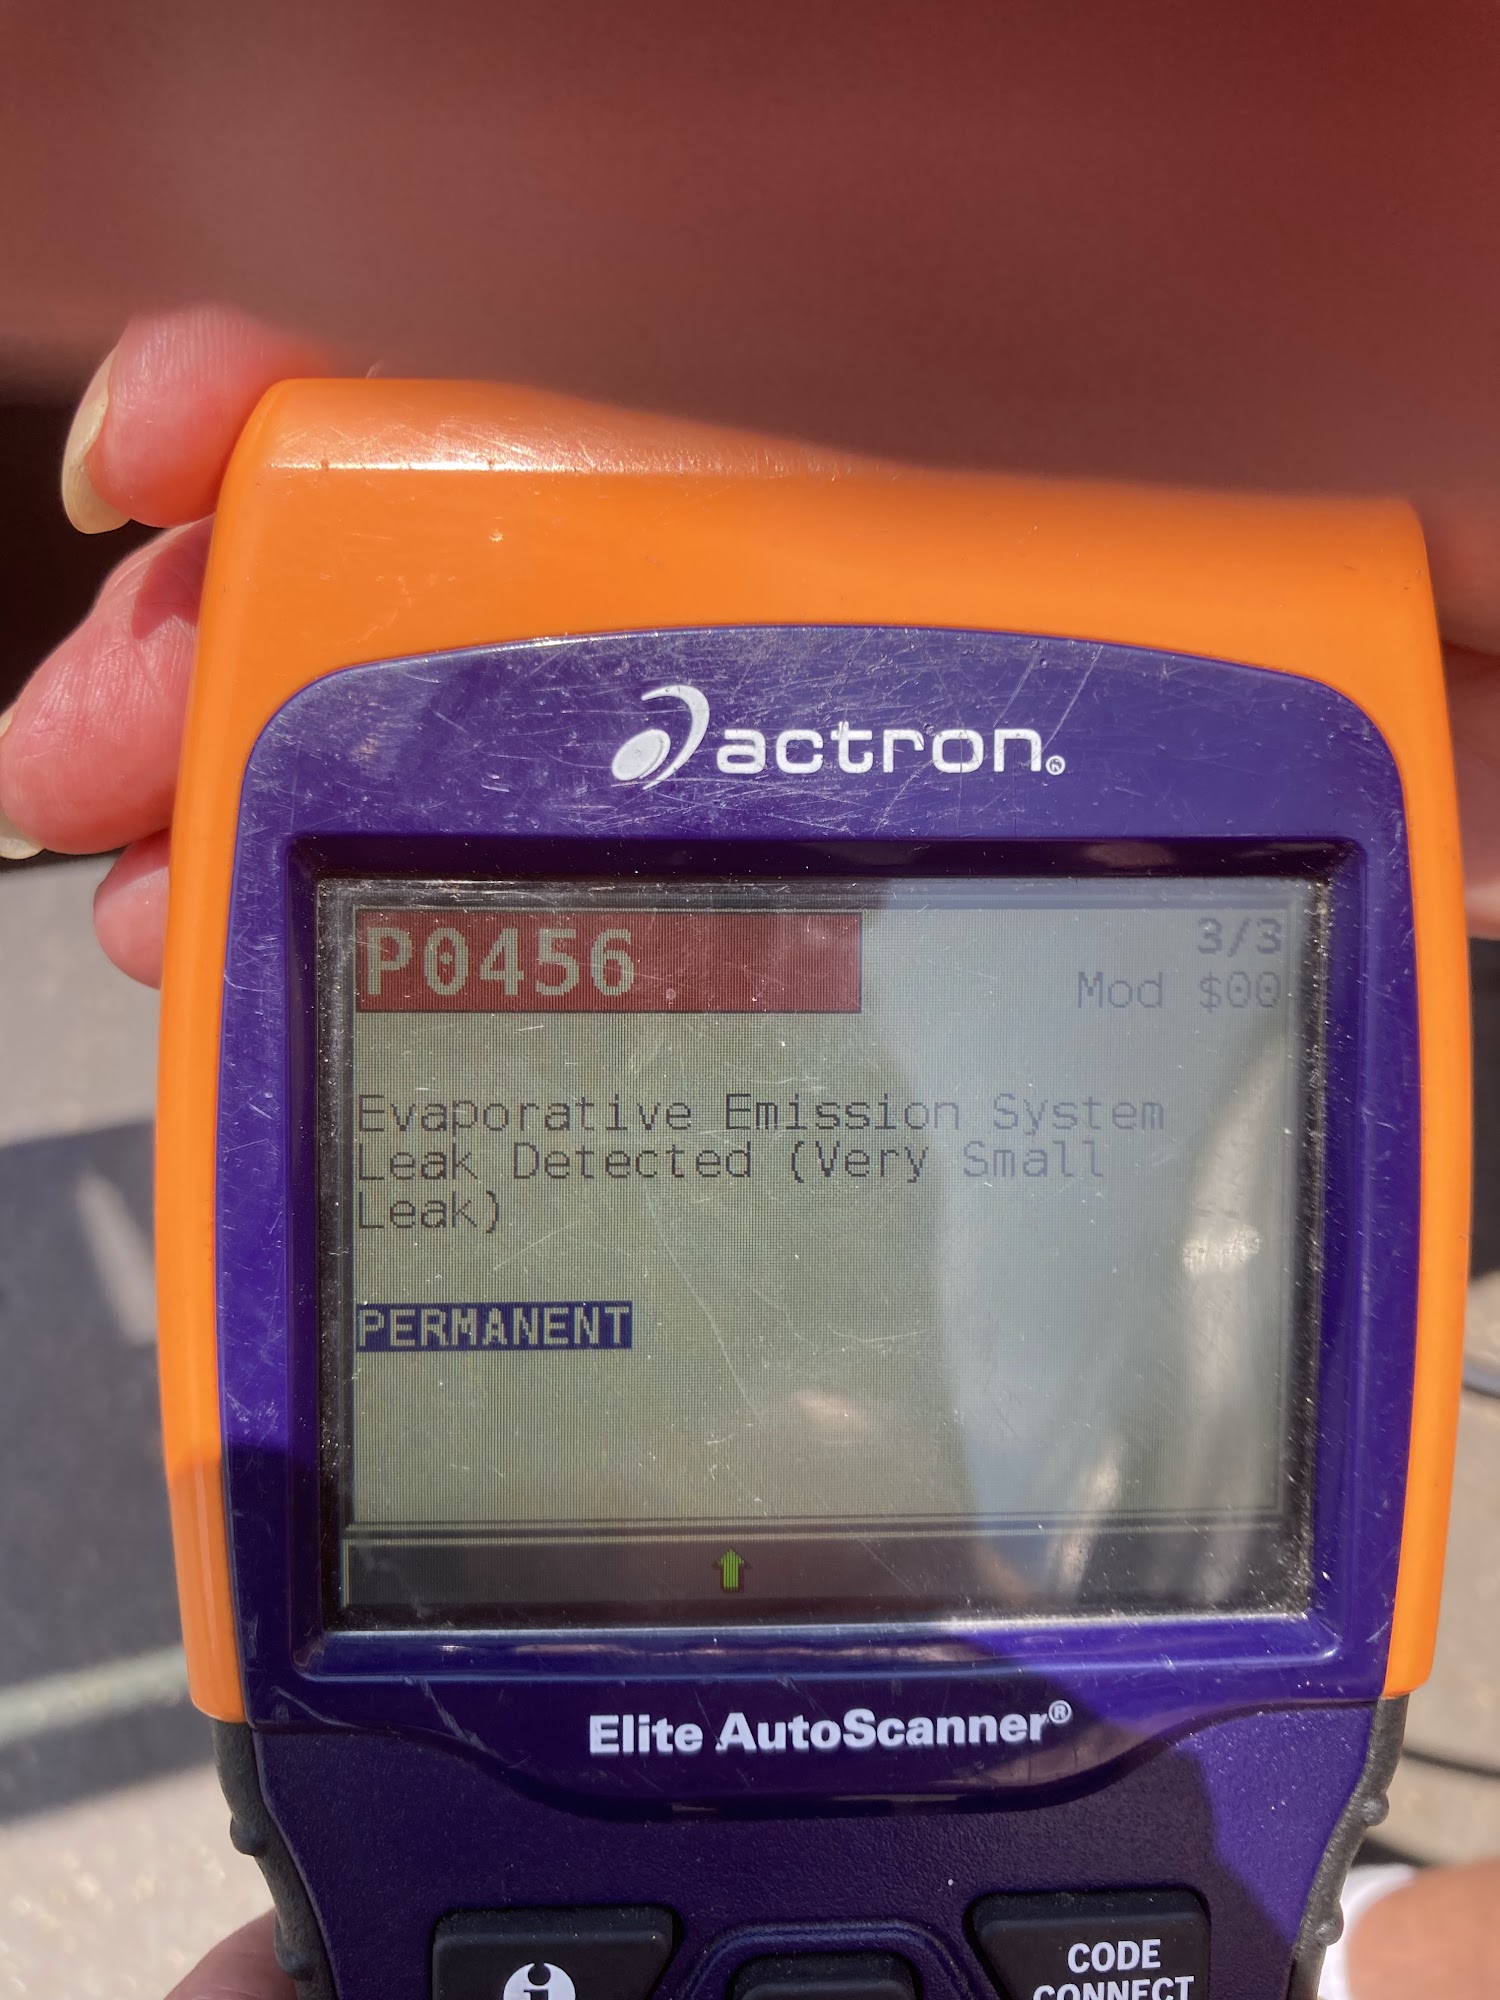 actron®
P0456
3/3
Mod $00
Evaporative Emission System
Leak Detected (Very Small
Leak)
PERMANENT
Elite AutoScanner®
i
CODE
CONNECT